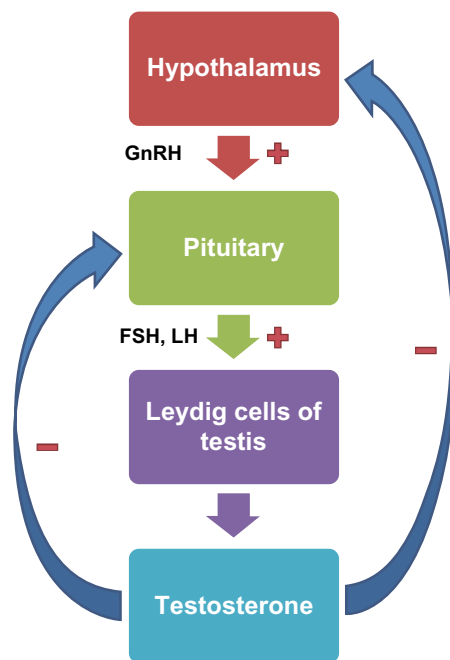 Hypothalamus
GnRH
Pituitary
FSH, LH
Leydig cells of
testis
Testosterone